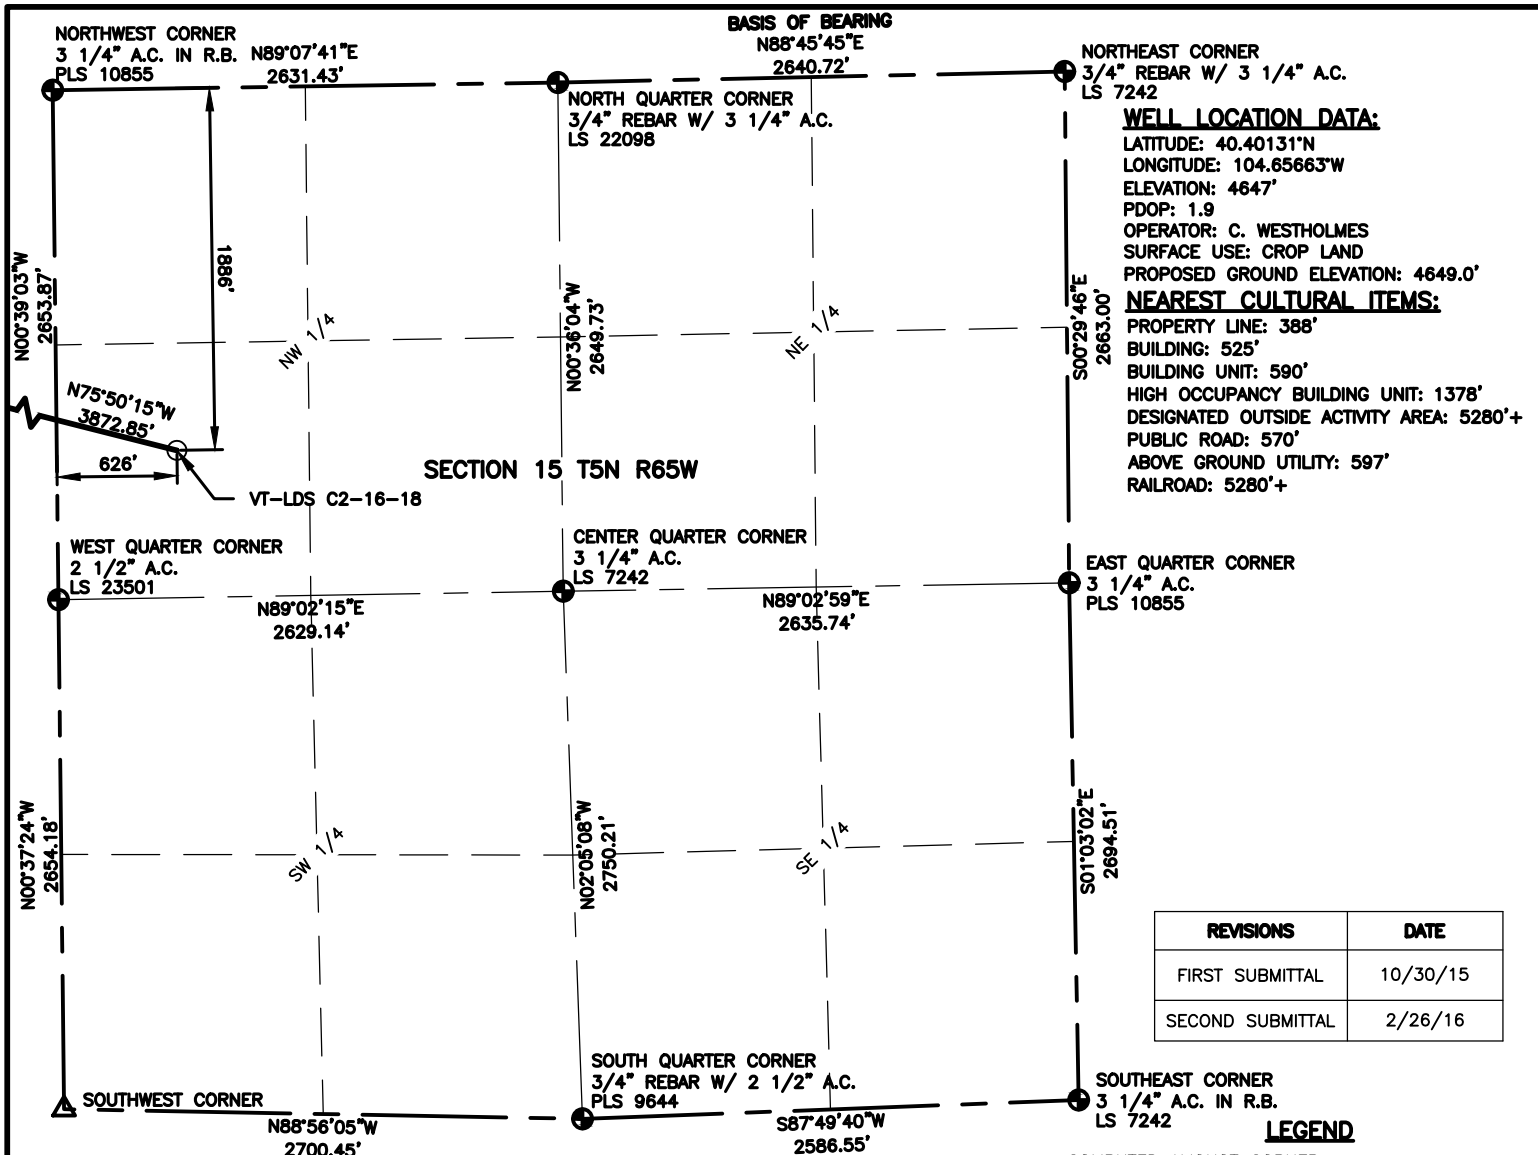 BASIS OF BEARING
N88°45'45"E
2640.72'
NORTHWEST CORNER
3 1/4" A.C. IN R.B.
PLS 10855
N89°07'41"E
2631.43'
NORTH QUARTER CORNER
3/4" REBAR W/ 3 1/4" A.C.
LS 22098
NORTHEAST CORNER
3/4" REBAR W/ 3 1/4" A.C.
LS 7242
WELL LOCATION DATA:
LATITUDE: 40.40131°N
LONGITUDE: 104.65663°W
ELEVATION: 4647'
PDOP: 1.9
OPERATOR: C. WESTHOLMES
SURFACE USE: CROP LAND
PROPOSED GROUND ELEVATION: 4649.0'
NEAREST CULTURAL ITEMS:
PROPERTY LINE: 388'
BUILDING: 525'
BUILDING UNIT: 590'
HIGH OCCUPANCY BUILDING UNIT: 1378'
DESIGNATED OUTSIDE ACTIVITY AREA: 5280'+
PUBLIC ROAD: 570'
ABOVE GROUND UTILITY: 597'
RAILROAD: 5280'+
N00°39'03"W
2653.87'
1886'
NW 1/4
N00°36'04"W
2649.73'
NE 1/4
S00°29'46"E
2663.00'
N75°50'15"W
3872.85'
626'
VT-LDS C2-16-18
SECTION 15 T5N R65W
WEST QUARTER CORNER
2 1/2" A.C.
LS 23501
N89°02'15"E
2629.14'
CENTER QUARTER CORNER
3 1/4" A.C.
LS 7242
N89°02'59"E
2635.74'
EAST QUARTER CORNER
3 1/4" A.C.
PLS 10855
N00°37'24"W
2654.18'
SW 1/4
N02°05'08"W
2750.21'
SE 1/4
S01°03'02"E
2694.51'
REVISIONS DATE
FIRST SUBMITTAL 10/30/15
SECOND SUBMITTAL 2/26/16
SOUTHWEST CORNER
N88°56'05"W
2700.45'
SOUTH QUARTER CORNER
3/4" REBAR W/ 2 1/2" A.C.
PLS 9644
S87°49'40"W
2586.55'
SOUTHEAST CORNER
3 1/4" A.C. IN R.B.
LS 7242
LEGEND